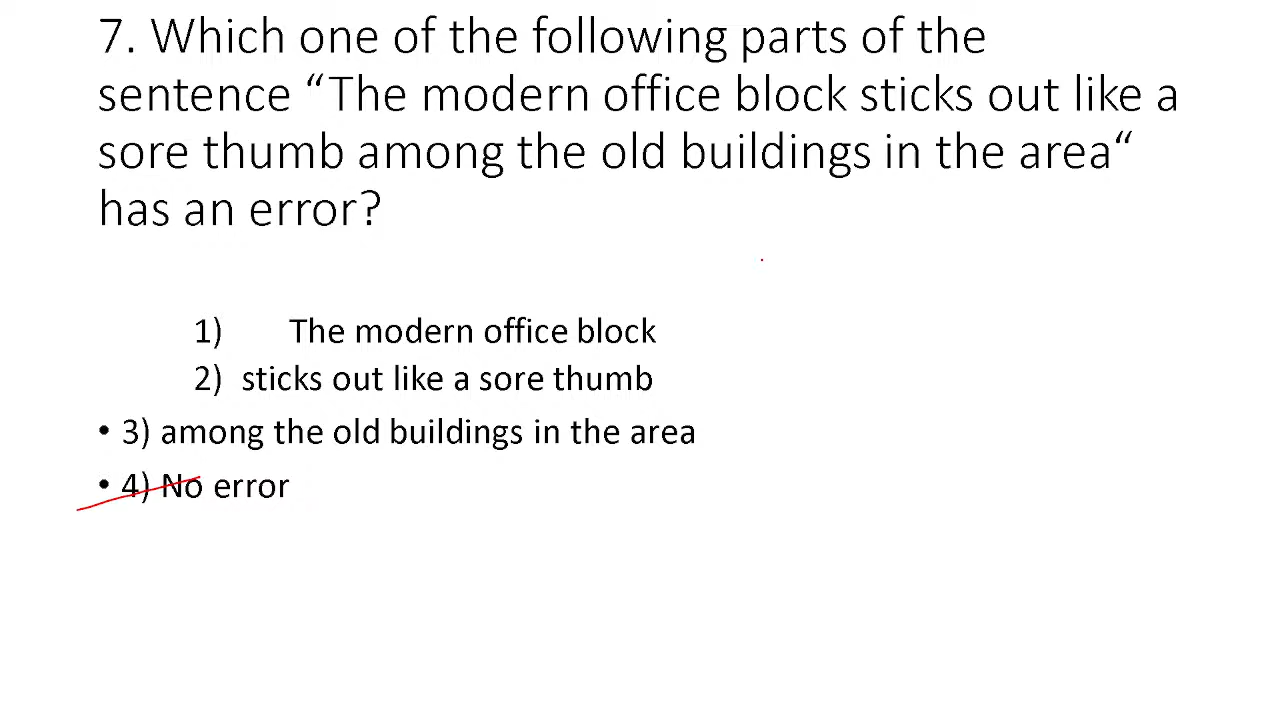 7. Which one of the following parts of the
sentence “The modern office block sticks out like a
sore thumb among the old buildings in the area“
has an error?
1) The modern office block
2) sticks out like a sore thumb
• 3) among the old buildings in the area
• 4) No error